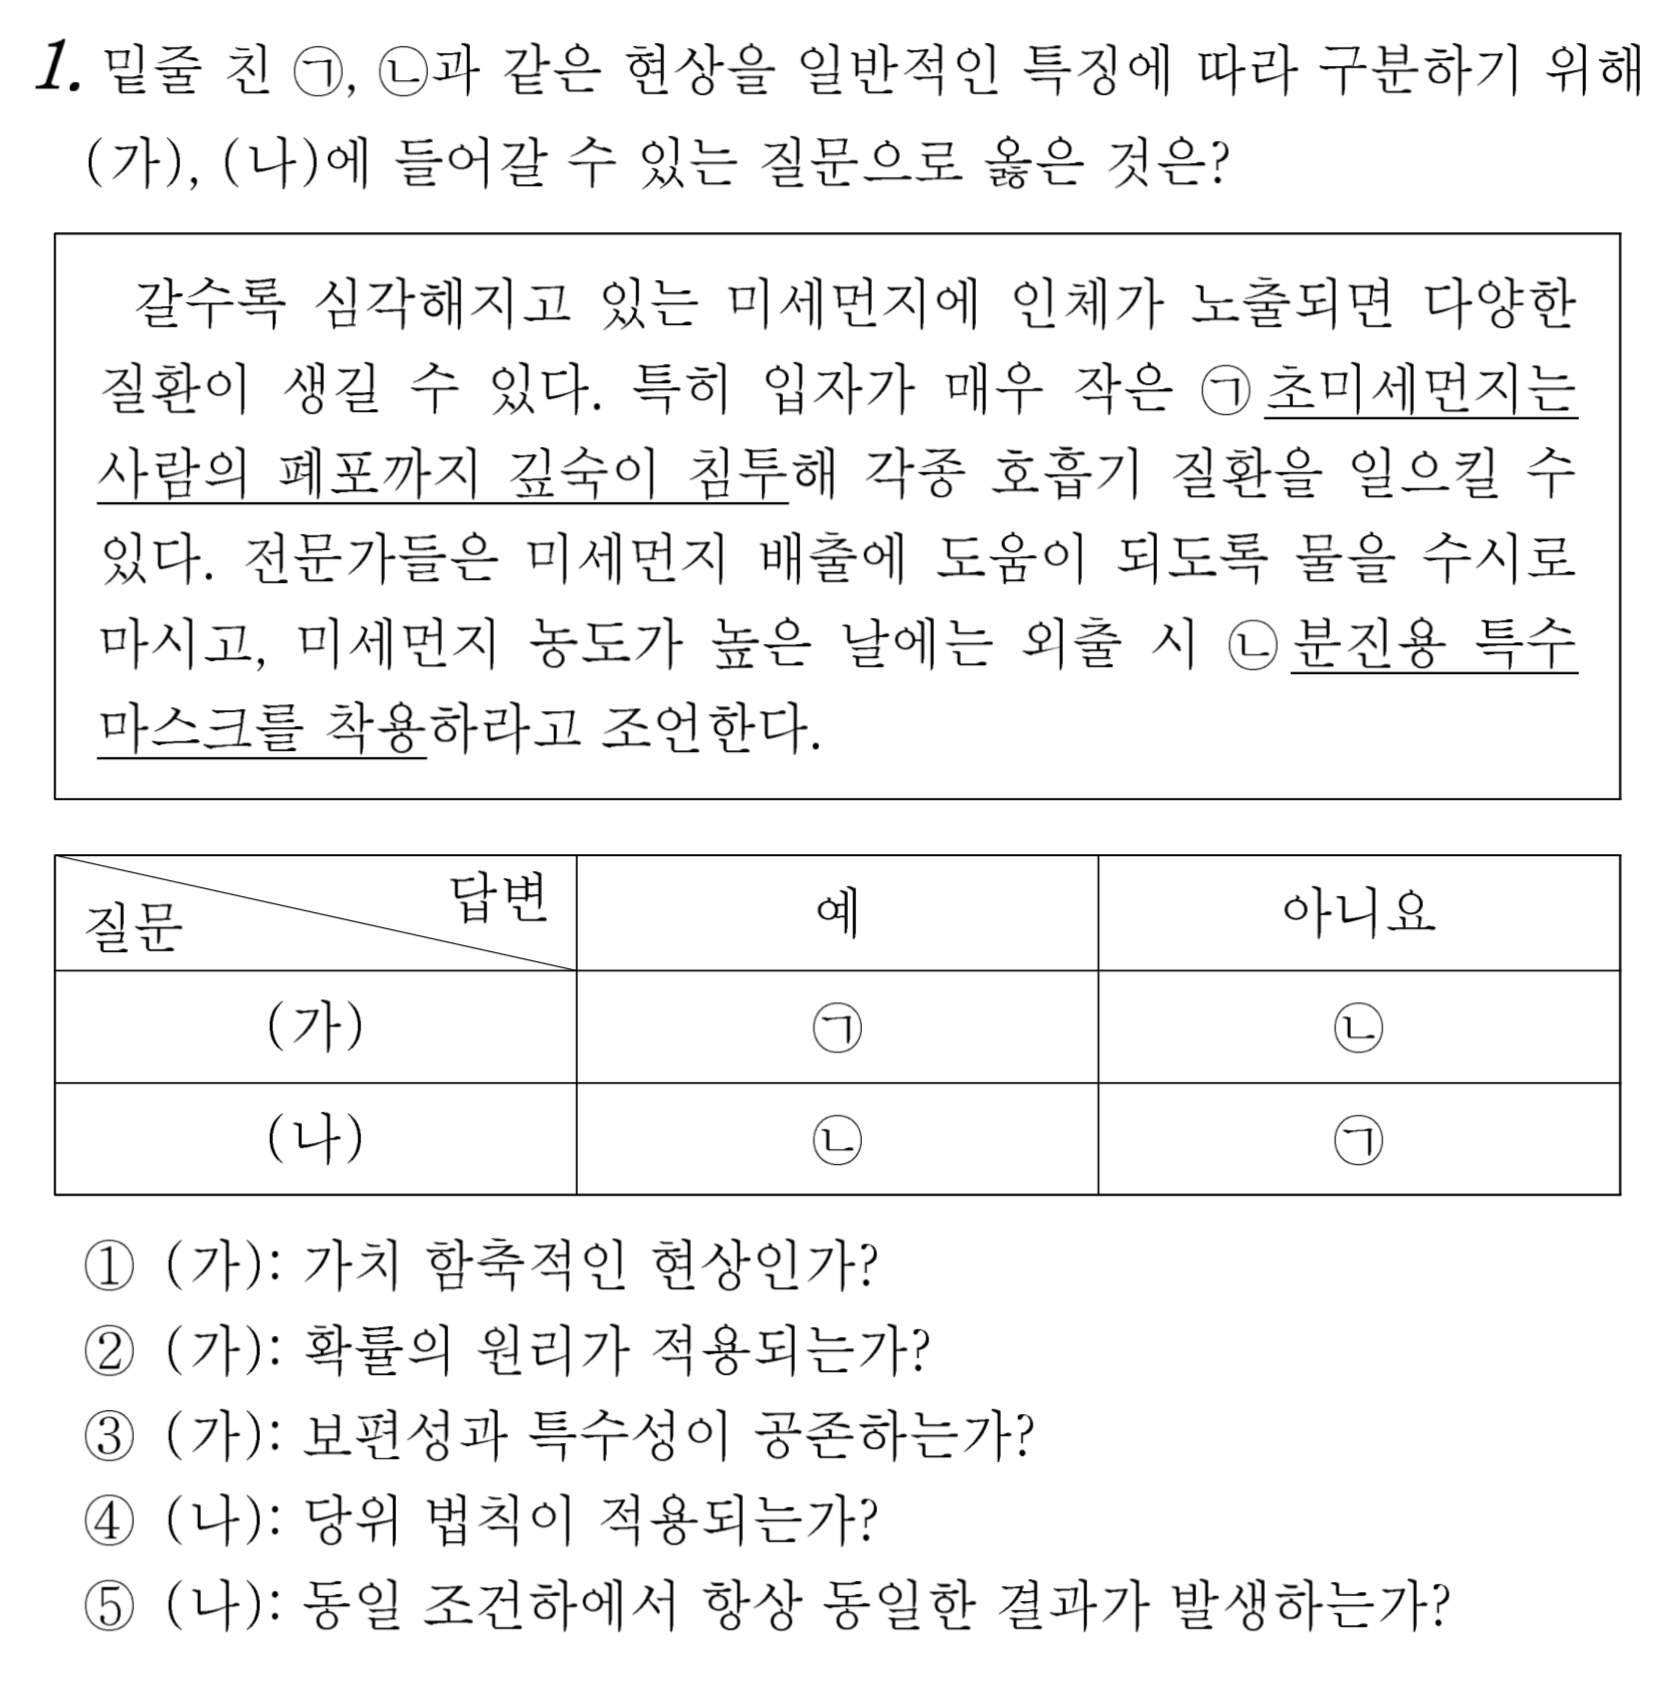 1. 밑줄 친 ㉠, ㉡과 같은 현상을 일반적인 특징에 따라 구분하기 위해
(가), (나)에 들어갈 수 있는 질문으로 옳은 것은?
갈수록 심각해지고 있는 미세먼지에 인체가 노출되면 다양한
질환이 생길 수 있다. 특히 입자가 매우 작은 ㉠초미세먼지는
사람의 폐포까지 깊숙이 침투해 각종 호흡기 질환을 일으킬 수
있다. 전문가들은 미세먼지 배출에 도움이 되도록 물을 수시로
마시고, 미세먼지 농도가 높은 날에는 외출 시 ㉡분진용 특수
마스크를 착용하라고 조언한다.
질문 답변 예 아니요
(가) ㉠ ㉡
(나) ㉡ ㉠
① (가): 가치 함축적인 현상인가?
② (가): 확률의 원리가 적용되는가?
③ (가): 보편성과 특수성이 공존하는가?
④ (나): 당위 법칙이 적용되는가?
⑤ (나): 동일 조건하에서 항상 동일한 결과가 발생하는가?